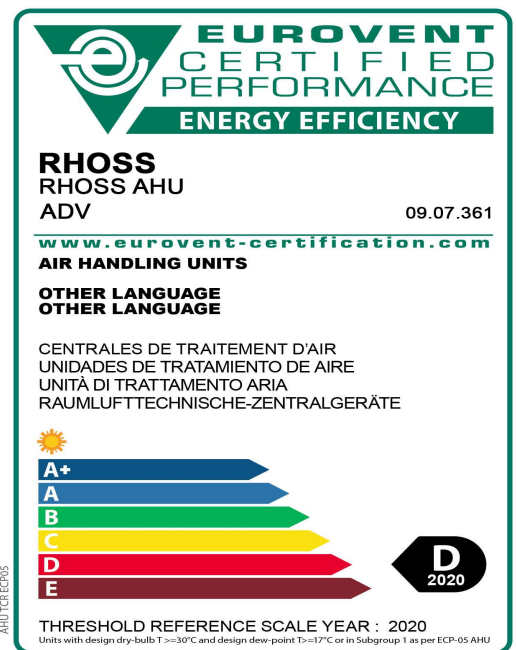 EUROVENT
CERTIFIED
PERFORMANCE
ENERGY EFFICIENCY
RHOSS
RHOSS AHU
ADV 09.07.361
www.eurovent-certification.com
AIR HANDLING UNITS
OTHER LANGUAGE
OTHER LANGUAGE
CENTRALES DE TRAITEMENT D'AIR
UNIDADES DE TRATAMIENTO DE AIRE
UNITÀ DI TRATTAMENTO ARIA
RAUMLUFTTECHNISCHE-ZENTRALGERÄTE
A+
A
B
C
D
E
D
2020
THRESHOLD REFERENCE SCALE YEAR : 2020
Units with design dry-bulb T >=30°C and design dew-point T>=17°C or in Subgroup 1 as per ECP-05 AHU
AHU TCR ECP05